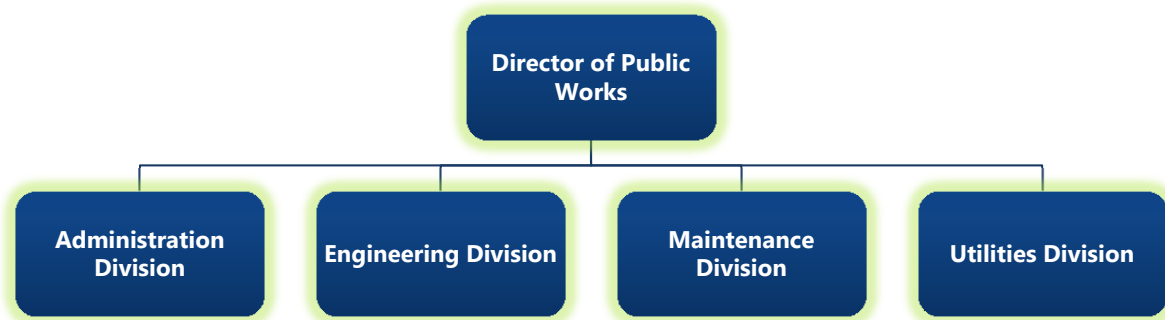 Director of Public
Works
Administration
Division
Engineering Division
Maintenance
Division
Utilities Division